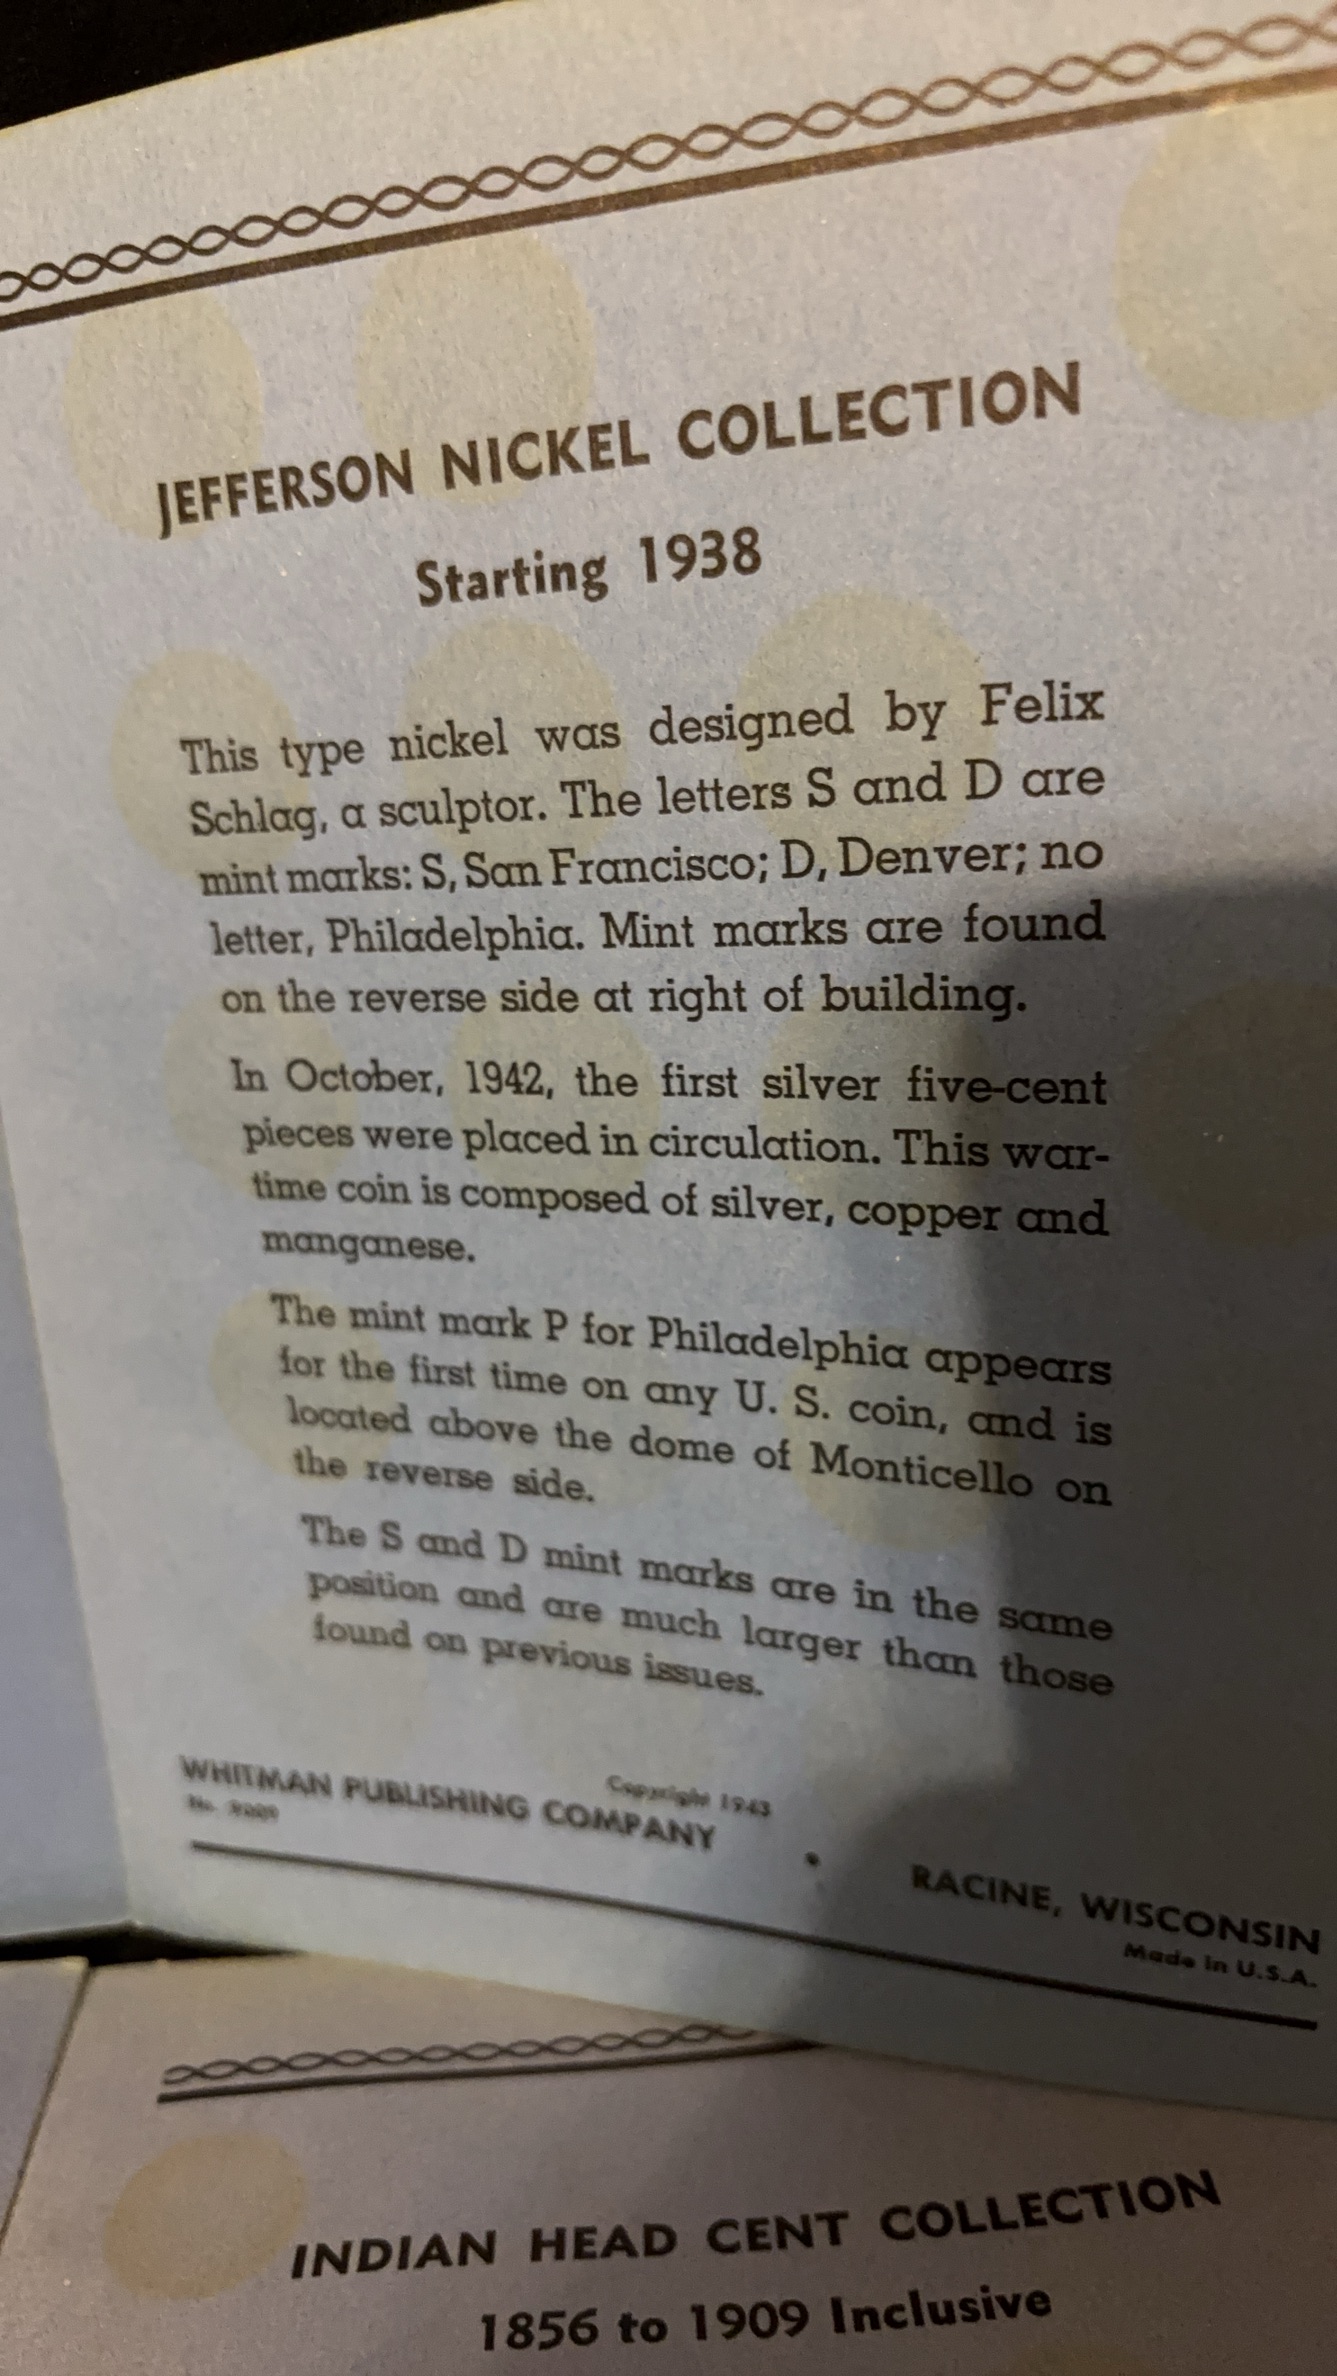 JEFFERSON NICKEL COLLECTION
Starting 1938
This type nickel was designed by Felix
Schlag, a sculptor. The letters S and D are
mint marks: S, San Francisco; D, Denver; no
letter, Philadelphia. Mint marks are found
on the reverse side at right of building.
In October, 1942, the first silver five-cent
pieces were placed in circulation. This war-
time coin is composed of silver, copper and
manganese.
The mint mark P for Philadelphia appears
for the first time on any U. S. coin, and is
located above the dome of Monticello on
the reverse side.
The S and D mint marks are in the same
position and are much larger than those
found on previous issues.
Copyright 1943
WHITMAN PUBLISHING COMPANY • RACINE, WISCONSIN
No.
Made in U.S.A.
INDIAN HEAD CENT COLLECTION
1856 to 1909 Inclusive